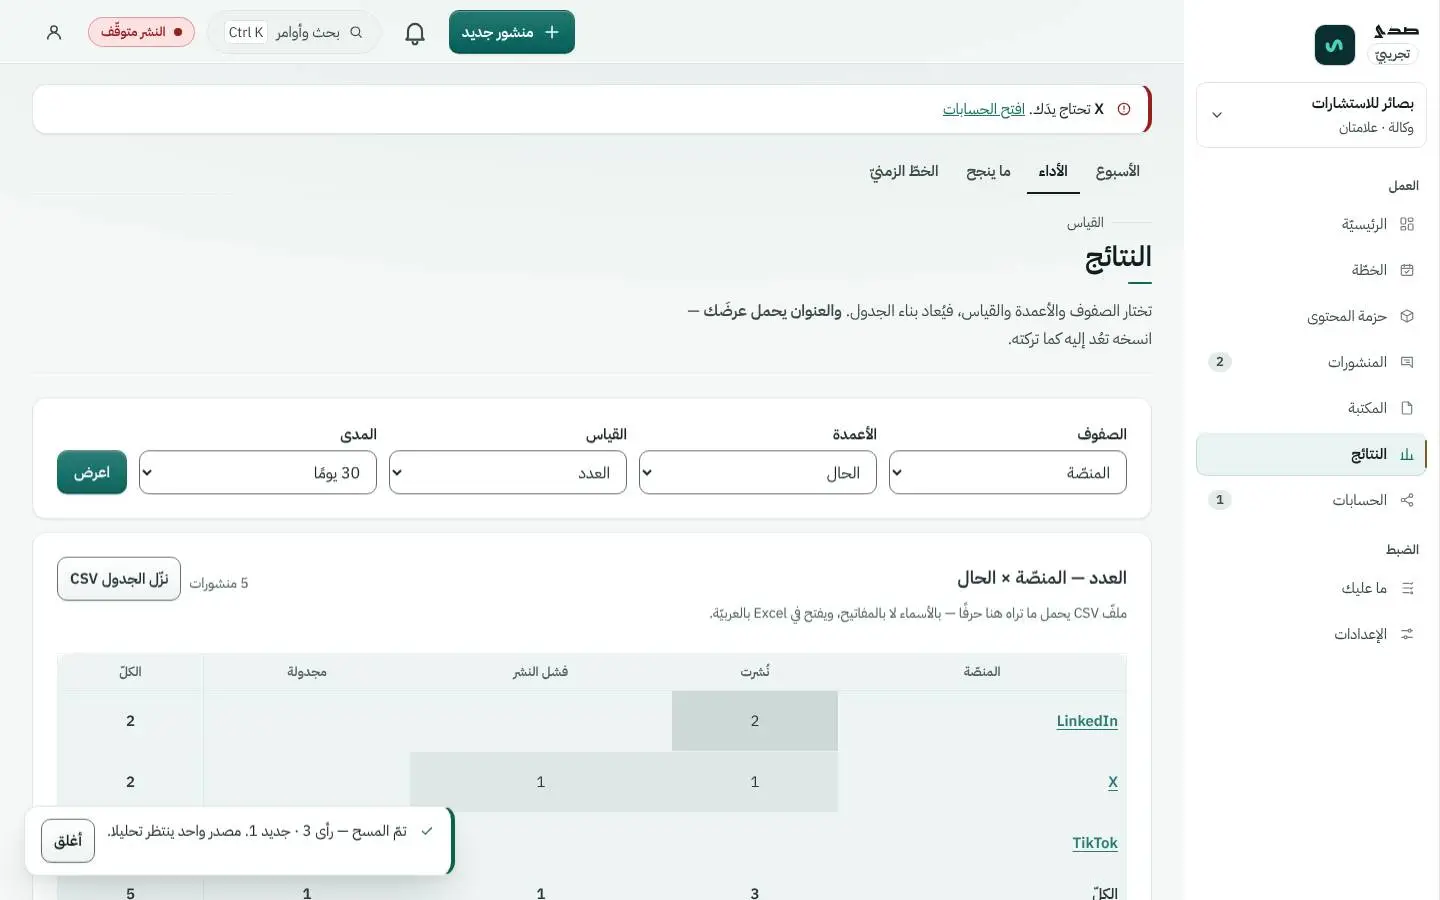 صدى
تجريبيّ
بصائر للاستشارات
وكالة · علامتان
العمل
الرئيسيّة
الخطّة
حزمة المحتوى
المنشورات 2
المكتبة
النتائج
الحسابات 1
الضبط
ما عليك
الإعدادات
منشور جديد
بحث وأوامر Ctrl K
النشر متوقّف
X تحتاج يدَك. افتح الحسابات
الأسبوع الأداء ما ينجح الخطّ الزمنيّ
القياس
النتائج
تختار الصفوف والأعمدة والقياس، فيُعاد بناء الجدول. والعنوان يحمل عرضَك —
انسخه تعُد إليه كما تركته.
الصفوف الأعمدة القياس المدى
المنصّة الحال العدد 30 يومًا اعرض
العدد — المنصّة × الحال 5 منشورات نزّل الجدول CSV
ملفّ CSV يحمل ما تراه هنا حرفًا — بالأسماء لا بالمفاتيح، ويفتح في Excel بالعربيّة.
المنصّة نُشرت فشل النشر مجدولة الكلّ
LinkedIn 2 2
X 1 1 2
TikTok
الكلّ 3 1 1 5
تمّ المسح — رأى 3 · جديد 1. مصدر واحد ينتظر تحليلا. أغلق